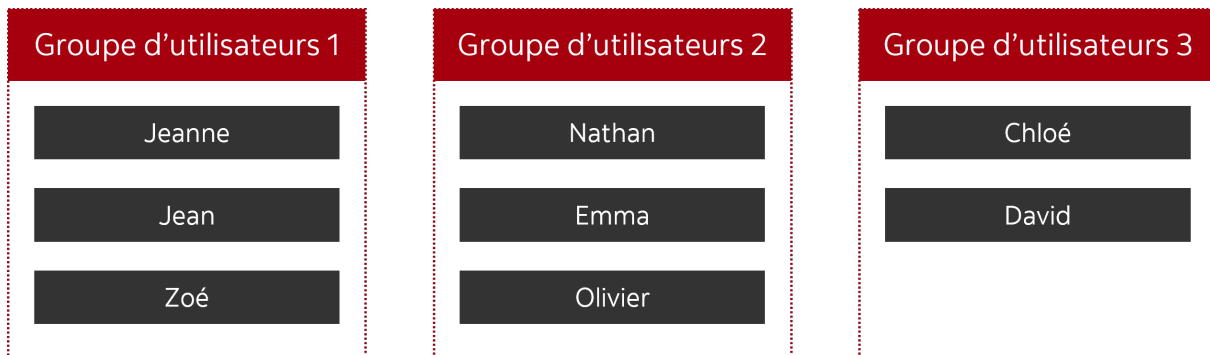 Groupe d’utilisateurs 1
Jeanne
Jean
Zoé
Groupe d’utilisateurs 2
Nathan
Emma
Olivier
Groupe d’utilisateurs 3
Chloé
David